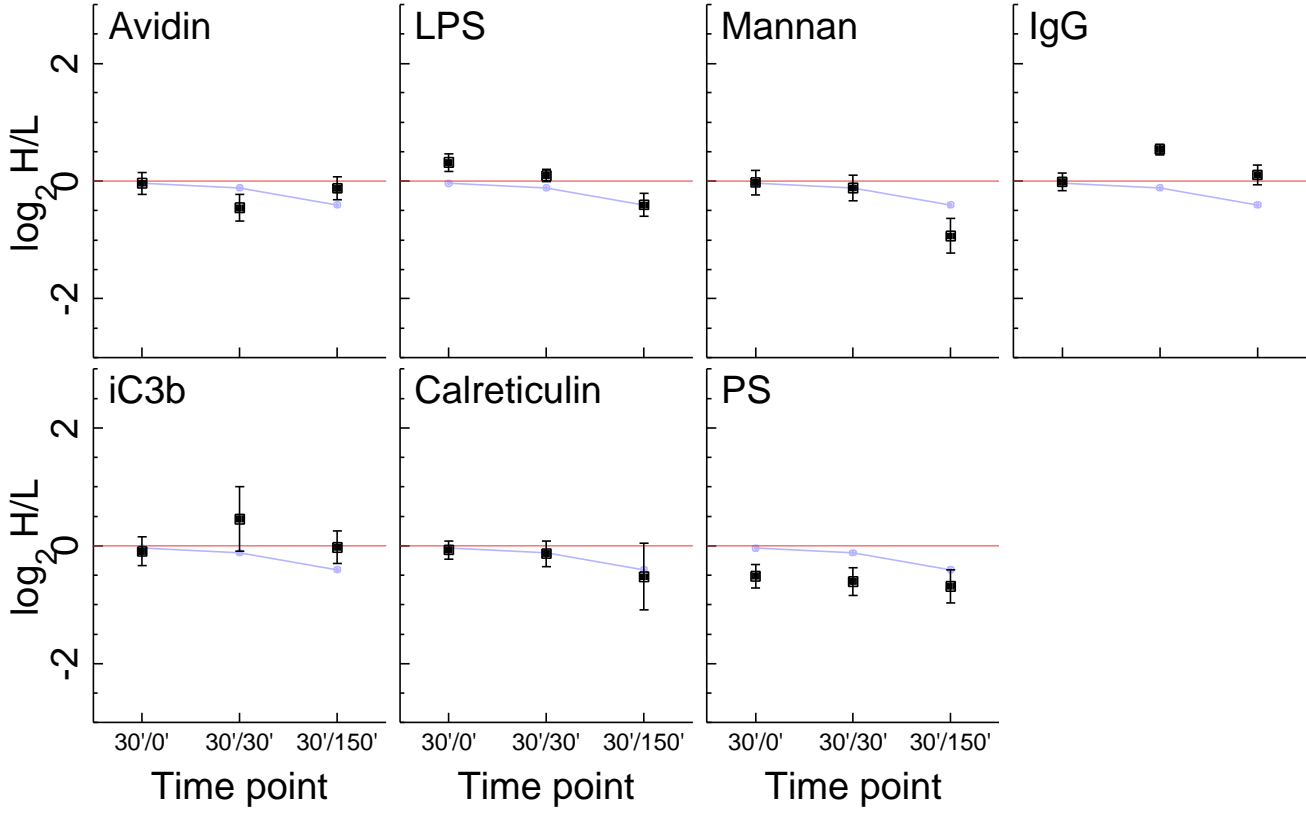 Avidin LPS Mannan IgG
2
0
-2
log2 H/L
iC3b Calreticulin PS
2
0
-2
log2 H/L
30'/0' 30'/30' 30'/150' 30'/0' 30'/30' 30'/150' 30'/0' 30'/30' 30'/150'
Time point Time point Time point